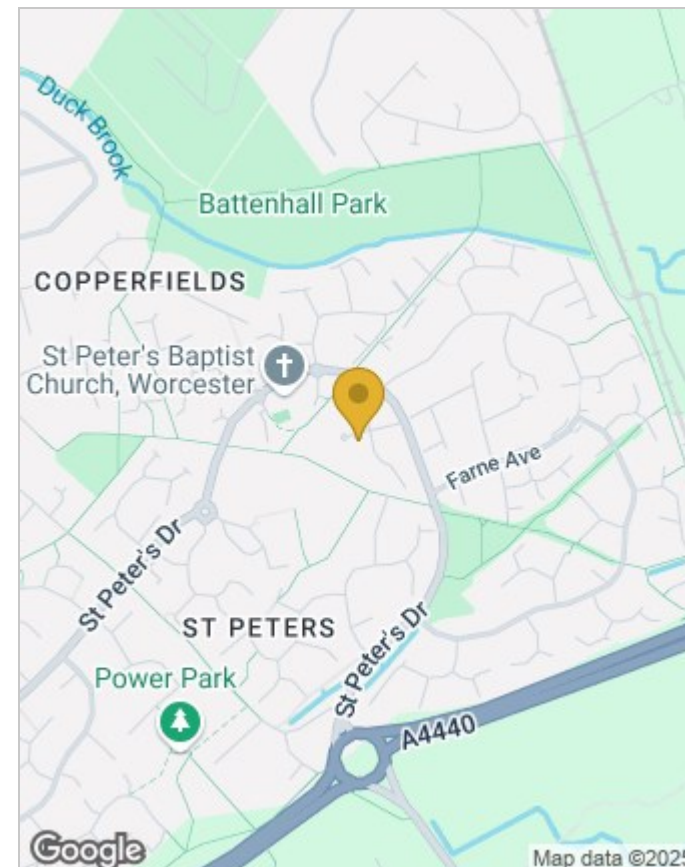 Duck Brook
Battenhall Park
COPPERFIELDS
St Peter's Baptist
Church, Worcester
Farne Ave
St Peter's Dr
ST PETERS
St Peter's Dr
Power Park
A4440
Google
Map data ©2025